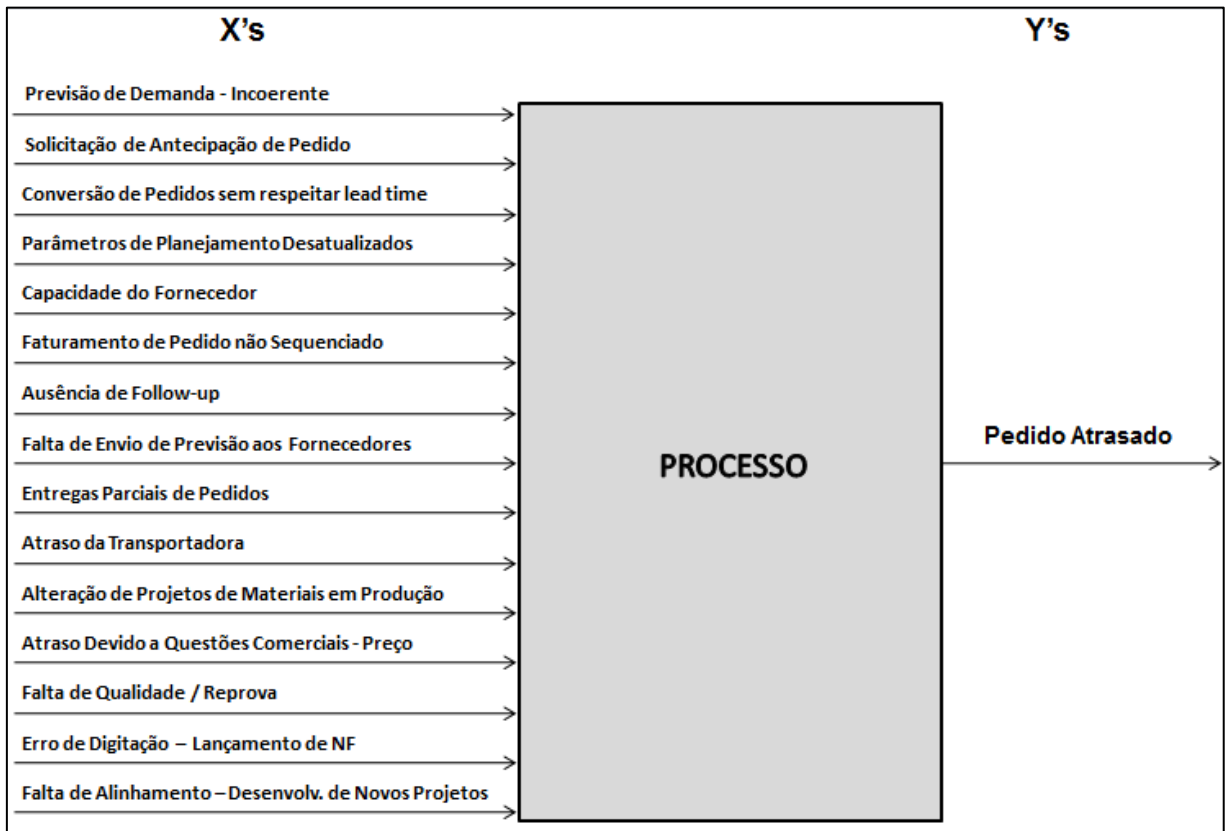 X's
Y's
Previsão de Demanda - Incoerente
Solicitação de Antecipação de Pedido
Conversão de Pedidos sem respeitar lead time
Parâmetros de Planejamento Desatualizados
Capacidade do Fornecedor
Faturamento de Pedido não Sequenciado
Ausência de Follow-up
Falta de Envio de Previsão aos Fornecedores
Entregas Parciais de Pedidos
Atraso da Transportadora
Alteração de Projetos de Materiais em Produção
Atraso Devido a Questões Comerciais - Preço
Falta de Qualidade / Reprova
Erro de Digitação – Lançamento de NF
Falta de Alinhamento – Desenvolv. de Novos Projetos
PROCESSO
Pedido Atrasado